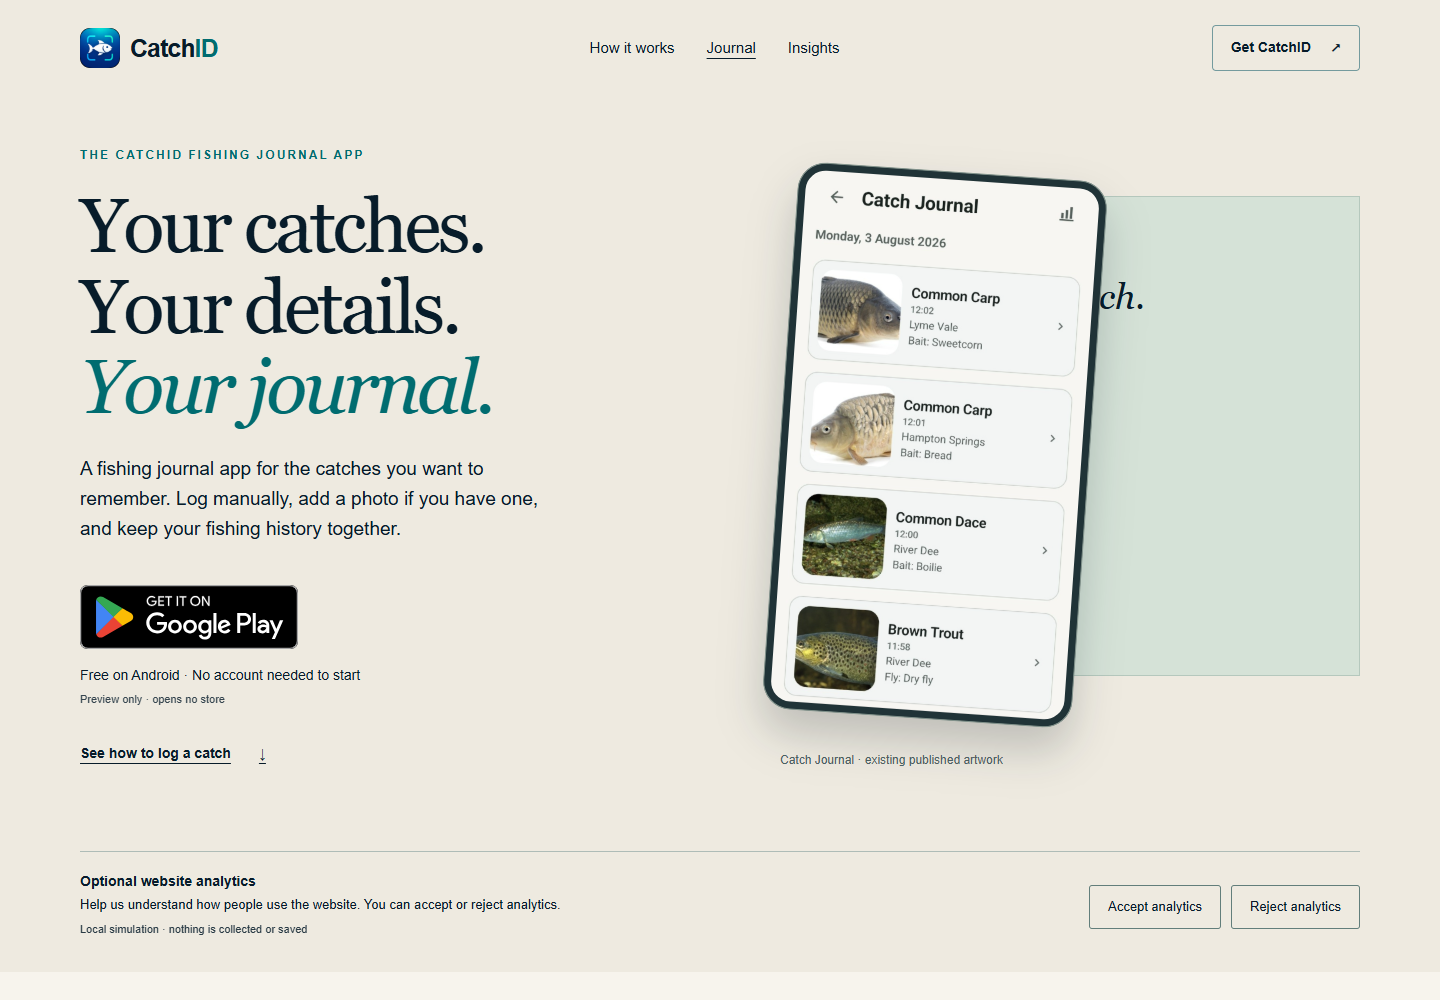 CatchID
How it works
Journal
Insights
Get CatchID ↗
THE CATCHID FISHING JOURNAL APP
Your catches.
Your details.
Your journal.
A fishing journal app for the catches you want to
remember. Log manually, add a photo if you have one,
and keep your fishing history together.
GET IT ON
Google Play
Free on Android · No account needed to start
Preview only · opens no store
See how to log a catch ↓
Catch Journal
Monday, 3 August 2026
Common Carp
12:02
Lyme Vale
Bait: Sweetcorn
Common Carp
12:01
Hampton Springs
Bait: Bread
Common Dace
12:00
River Dee
Bait: Boilie
Brown Trout
11:58
River Dee
Fly: Dry fly
ch.
Catch Journal · existing published artwork
Optional website analytics
Help us understand how people use the website. You can accept or reject analytics.
Local simulation · nothing is collected or saved
Accept analytics
Reject analytics